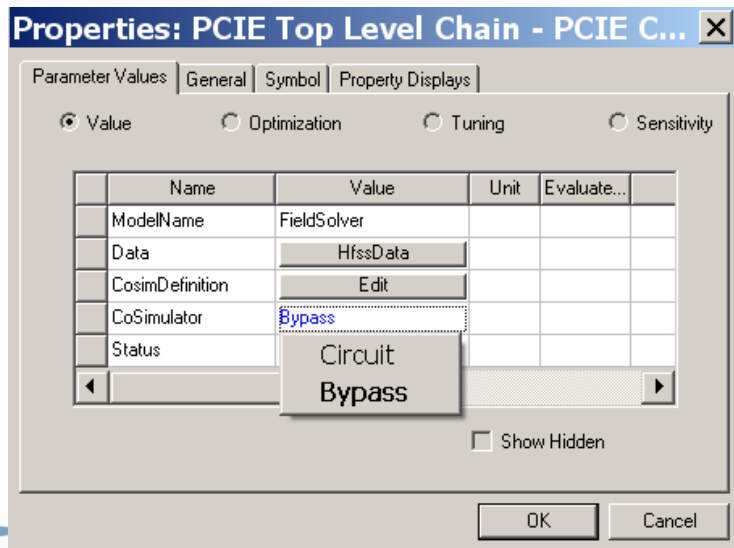 Properties: PCIE Top Level Chain - PCIE C...
Parameter Values General Symbol Property Displays
Value Optimization Tuning Sensitivity
Name Value Unit Evaluate...
ModelName FieldSolver
Data HfssData
CosimDefinition Edit
CoSimulator Bypass
Status
Circuit
Bypass
Show Hidden
OK Cancel